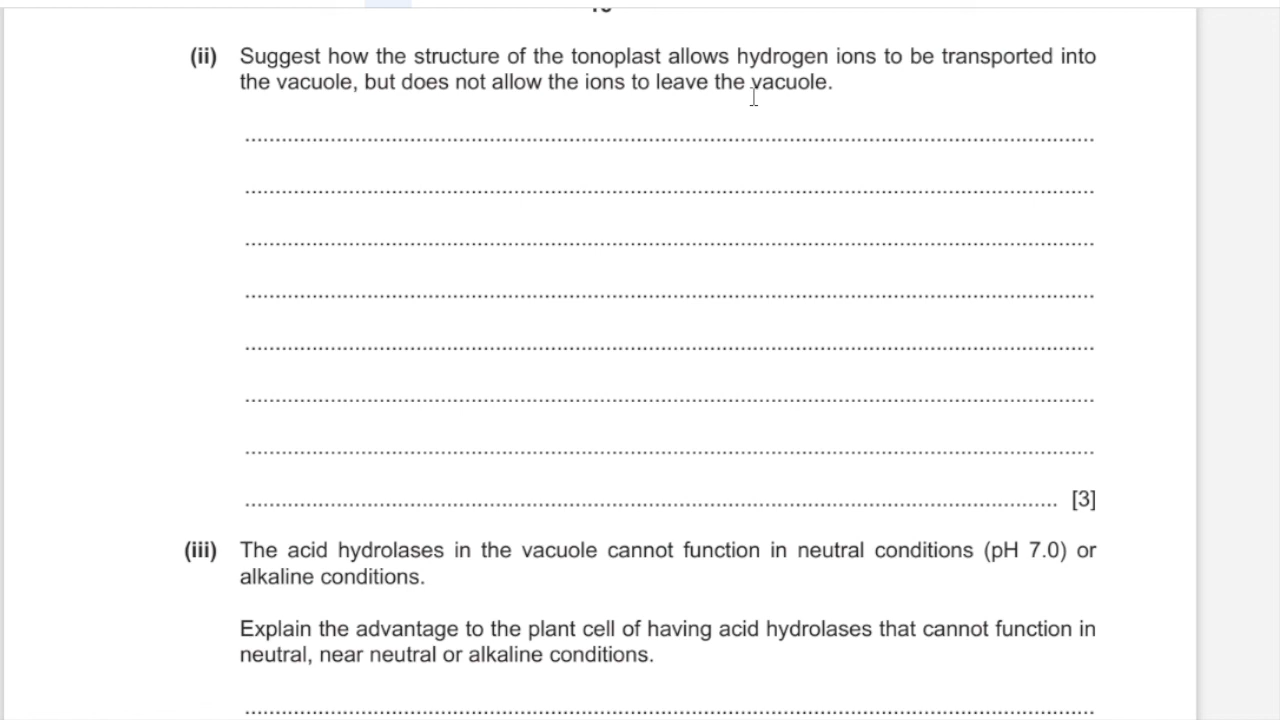 (ii) Suggest how the structure of the tonoplast allows hydrogen ions to be transported into
the vacuole, but does not allow the ions to leave the vacuole.
..........................................................................................
..........................................................................................
..........................................................................................
..........................................................................................
..........................................................................................
..........................................................................................
..........................................................................................
.................................................................................... [3]
(iii) The acid hydrolases in the vacuole cannot function in neutral conditions (pH 7.0) or
alkaline conditions.
Explain the advantage to the plant cell of having acid hydrolases that cannot function in
neutral, near neutral or alkaline conditions.
..........................................................................................